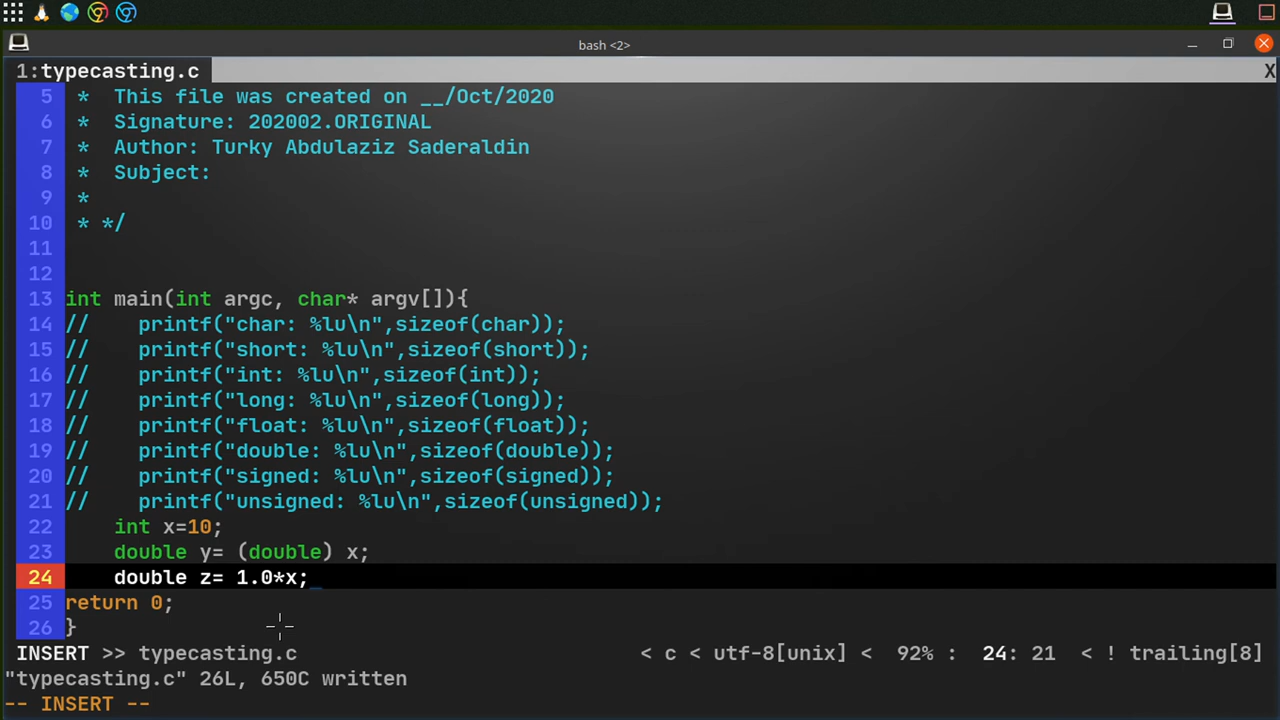 bash <2>
1:typecasting.c X
5 * This file was created on __/Oct/2020
6 * Signature: 202002.ORIGINAL
7 * Author: Turky Abdulaziz Saderaldin
8 * Subject:
9 *
10 * */
11
12
13 int main(int argc, char* argv[]){
14 // printf("char: %lu\n",sizeof(char));
15 // printf("short: %lu\n",sizeof(short));
16 // printf("int: %lu\n",sizeof(int));
17 // printf("long: %lu\n",sizeof(long));
18 // printf("float: %lu\n",sizeof(float));
19 // printf("double: %lu\n",sizeof(double));
20 // printf("signed: %lu\n",sizeof(signed));
21 // printf("unsigned: %lu\n",sizeof(unsigned));
22 int x=10;
23 double y= (double) x;
24 double z= 1.0*x;
25 return 0;
26 }
INSERT >> typecasting.c < c < utf-8[unix] < 92% : 24: 21 < ! trailing[8]
"typecasting.c" 26L, 650C written
-- INSERT --